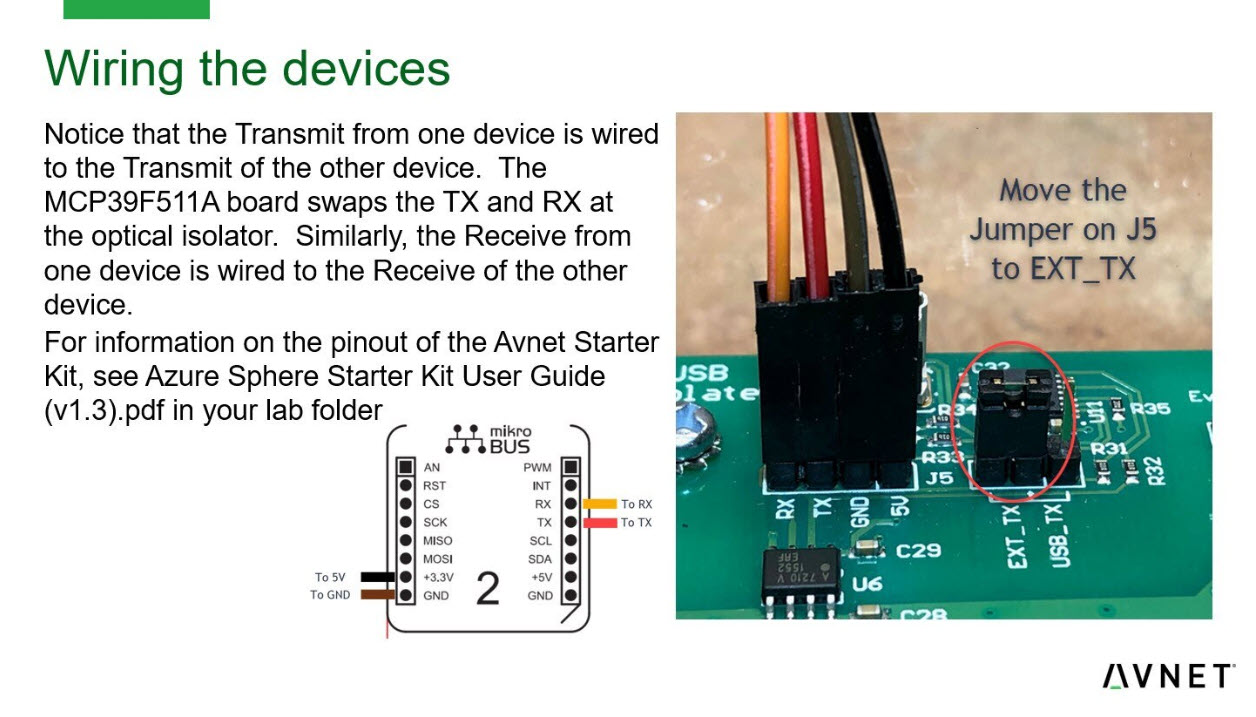 Wiring the devices
Notice that the Transmit from one device is wired
to the Transmit of the other device.  The
MCP39F511A board swaps the TX and RX at
the optical isolator.  Similarly, the Receive from
one device is wired to the Receive of the other
device.
For information on the pinout of the Avnet Starter
Kit, see Azure Sphere Starter Kit User Guide
(v1.3).pdf in your lab folder
mikro
BUS
AN PWM
RST INT
CS RX To RX
SCK TX To TX
MISO SCL
MOSI SDA
To 5V +3.3V +5V
To GND GND GND
2
Move the
Jumper on J5
to EXT_TX
USB
plate
C32
R34
R33
J5
U11
R35
R31
R32
Ev
RX
TX
GND
5V
EXT_TX
USB_TX
C29
A 7210 V
1552
ERF
U6
C28
AVNET